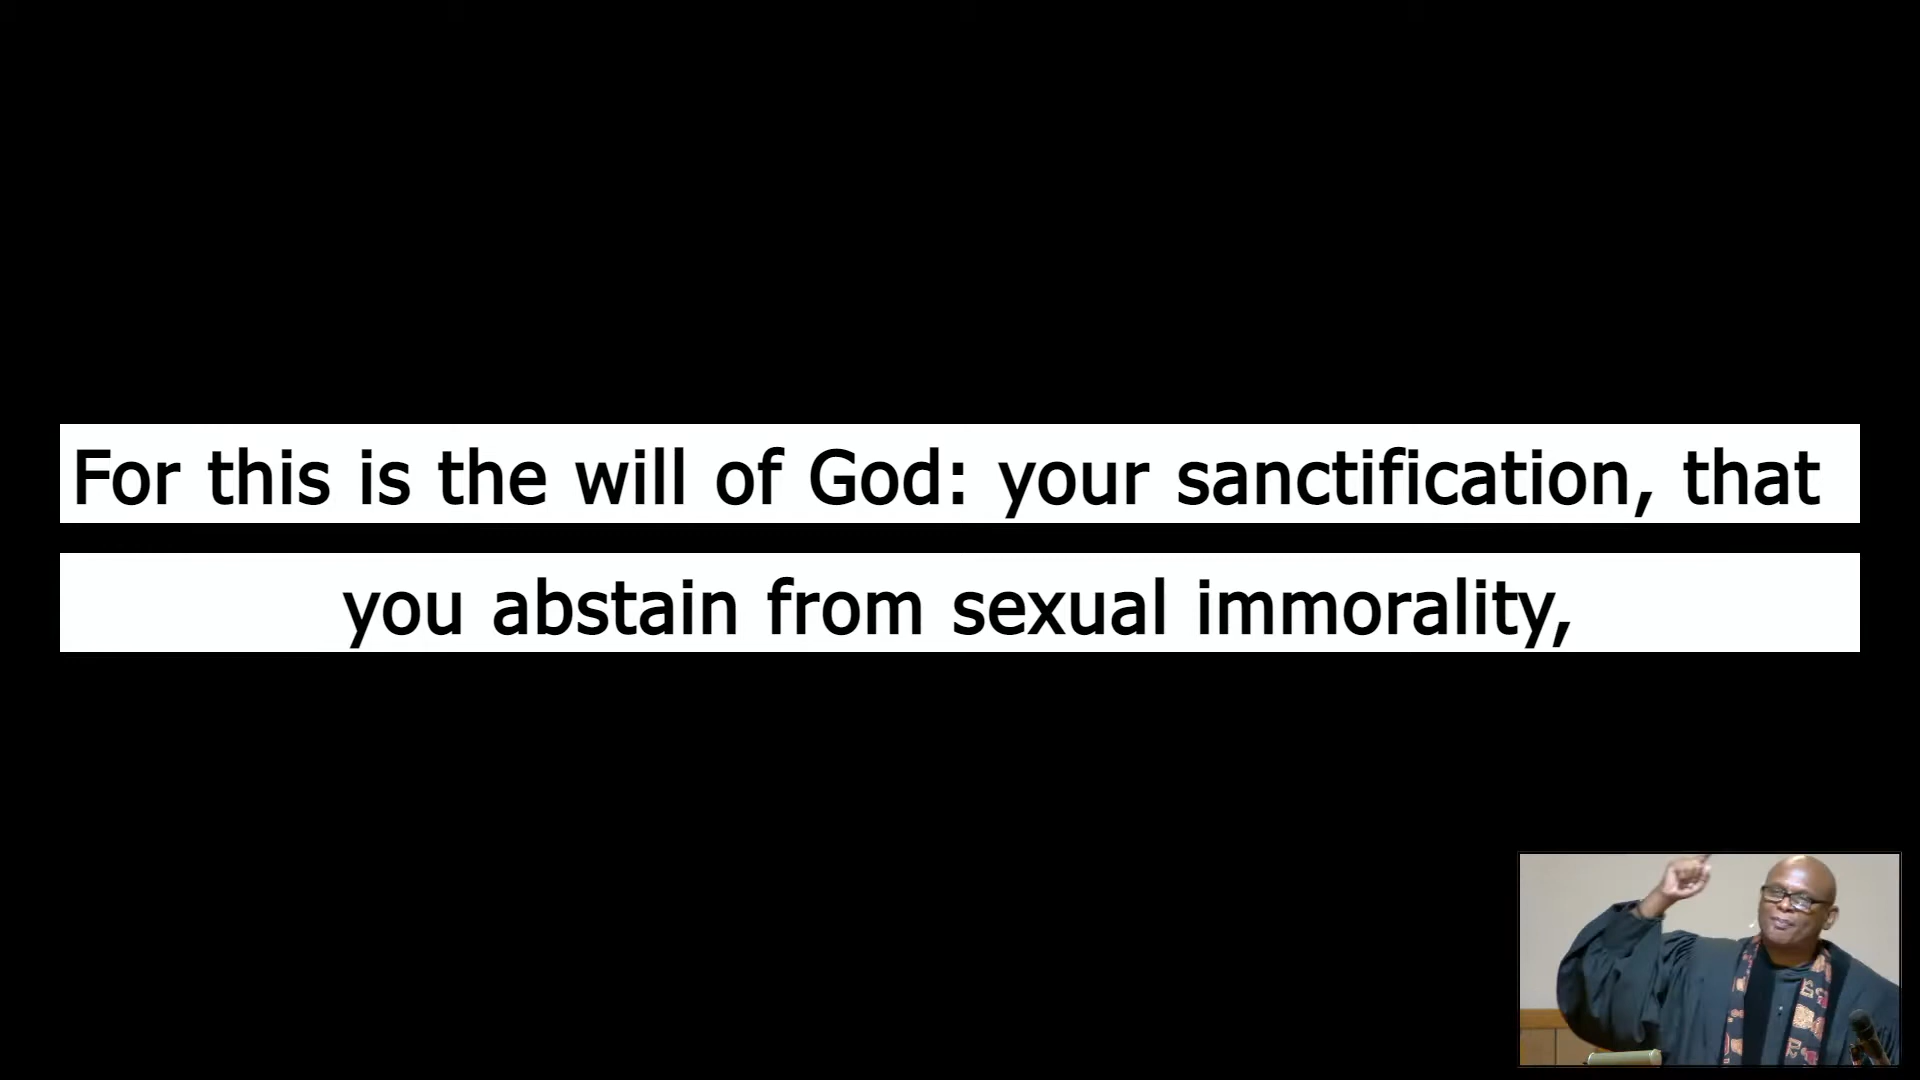 For this is the will of God: your sanctification, that
you abstain from sexual immorality,